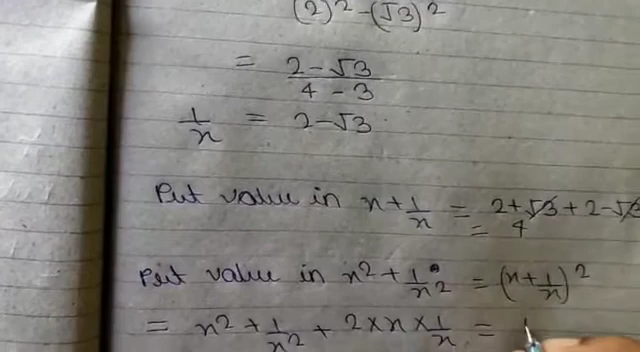 (2)² - (√3)²
= 2 - √3 / 4 - 3
1/x = 2 - √3
Put value in x + 1/x = 2 + √3 + 2 - √3
= 4
Put value in x² + 1/x² = (x + 1/x)²
= x² + 1/x² + 2 × x × 1/x =